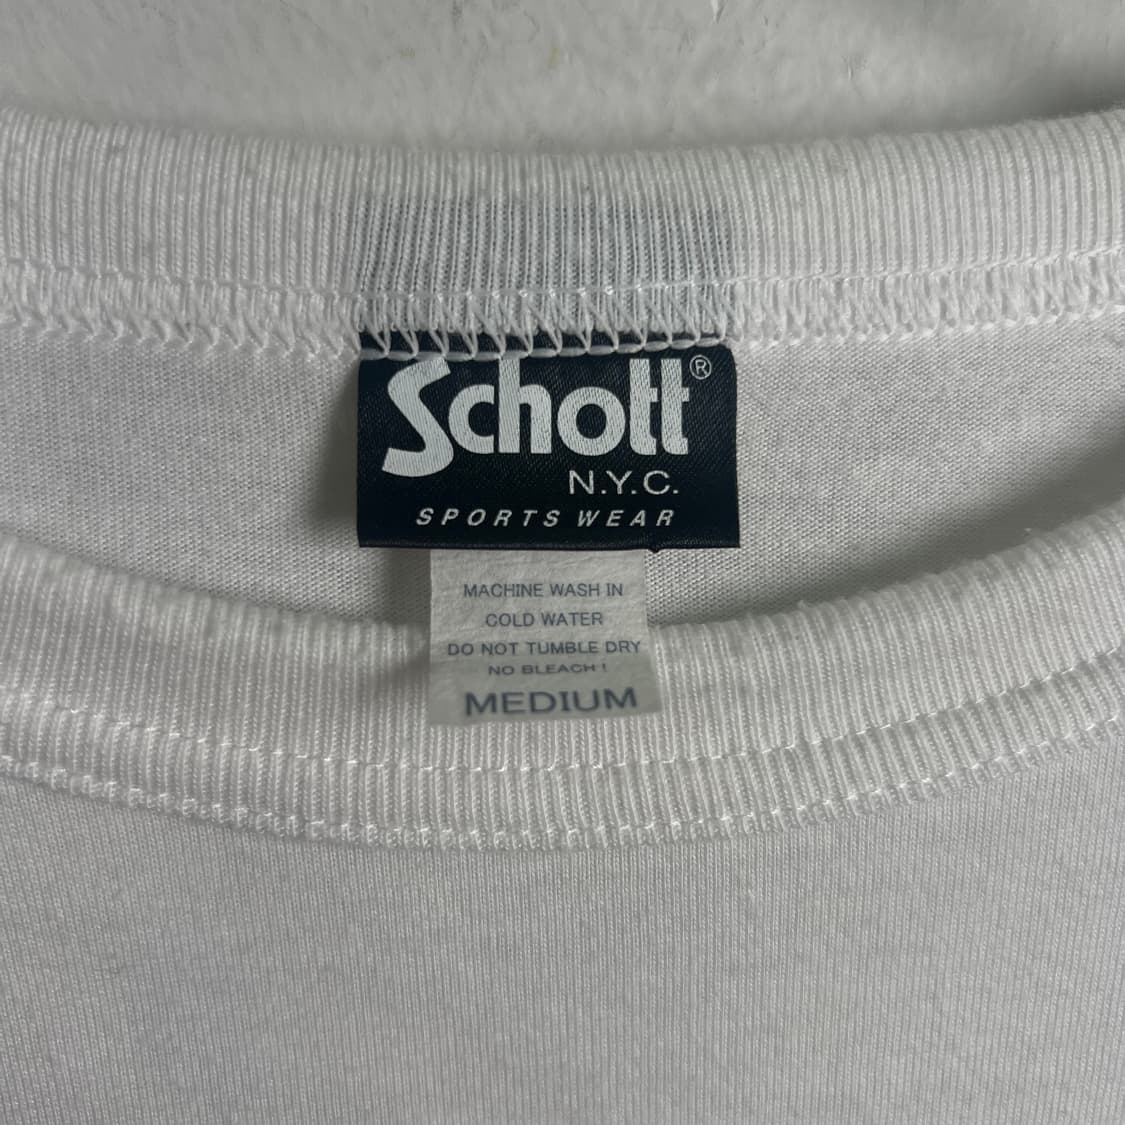 Schott®
N.Y.C.
SPORTS WEAR
MACHINE WASH IN
COLD WATER
DO NOT TUMBLE DRY
NO BLEACH!
MEDIUM